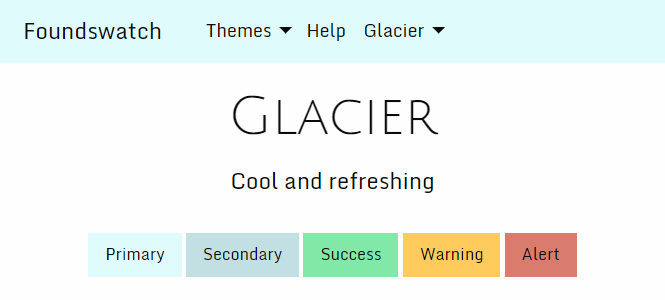 Foundswatch Themes Help Glacier
Glacier
Cool and refreshing
Primary Secondary Success Warning Alert